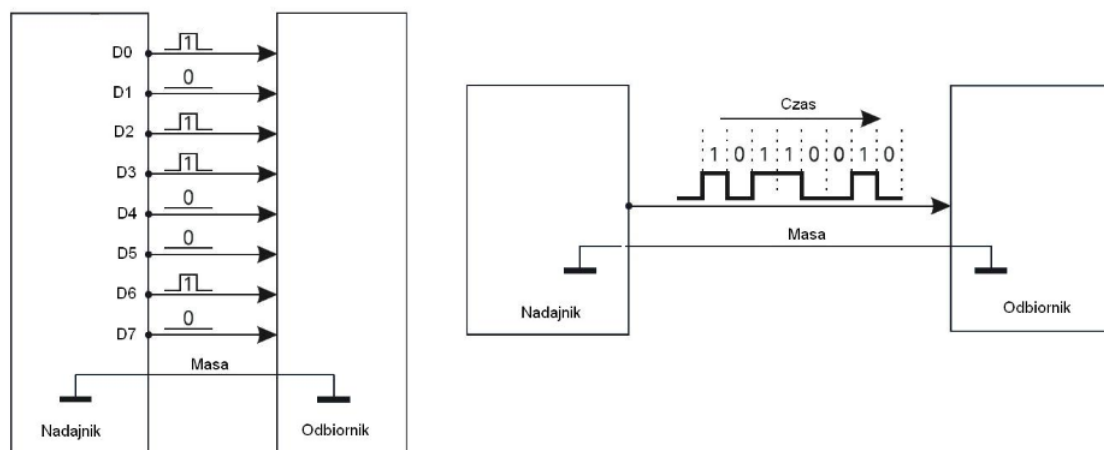 D0 1
D1 0
D2 1
D3 1
D4 0
D5 0
D6 1
D7 0
Masa
Nadajnik Odbiornik
Czas
1 0 1 1 0 0 1 0
Masa
Nadajnik Odbiornik